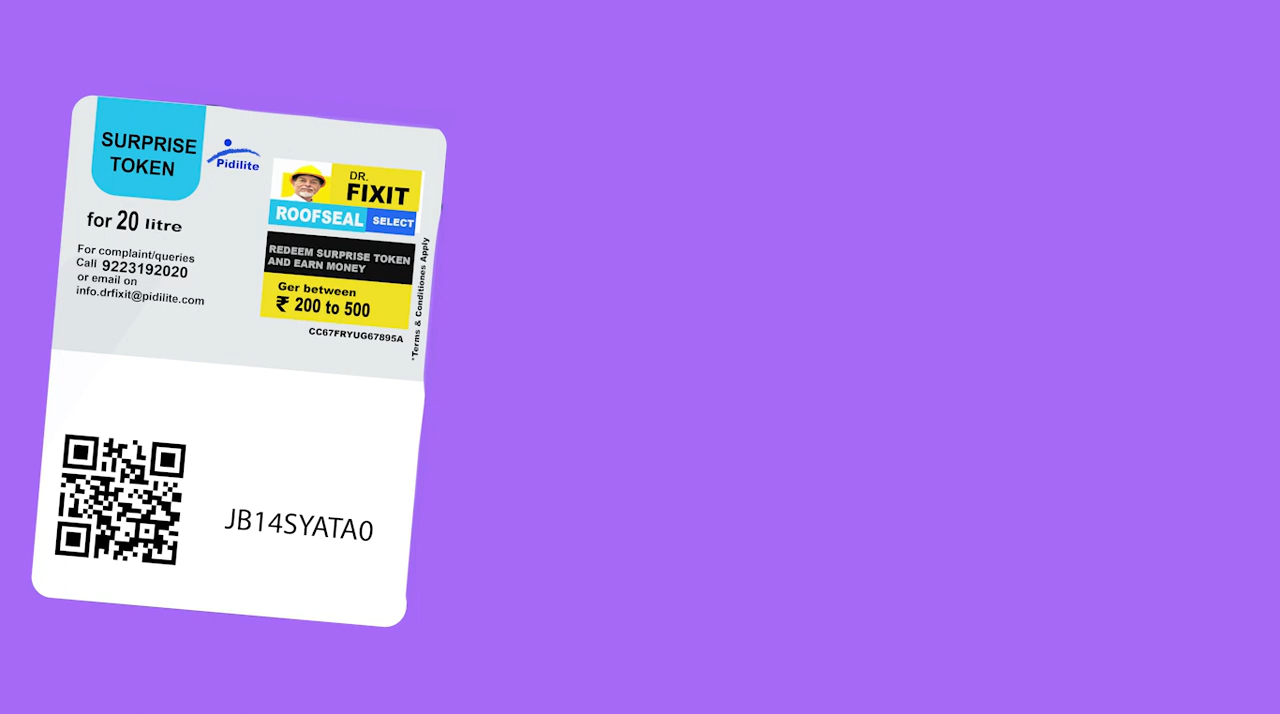 SURPRISE
TOKEN
Pidilite
for 20 litre
For complaint/queries
Call 9223192020
or email on
info.drfixit@pidilite.com
DR.
FIXIT
ROOFSEAL SELECT
REDEEM SURPRISE TOKEN
AND EARN MONEY
Ger between
₹ 200 to 500
CC67FRYUG67895A
*Terms & Conditiones Apply
JB14SYATA0